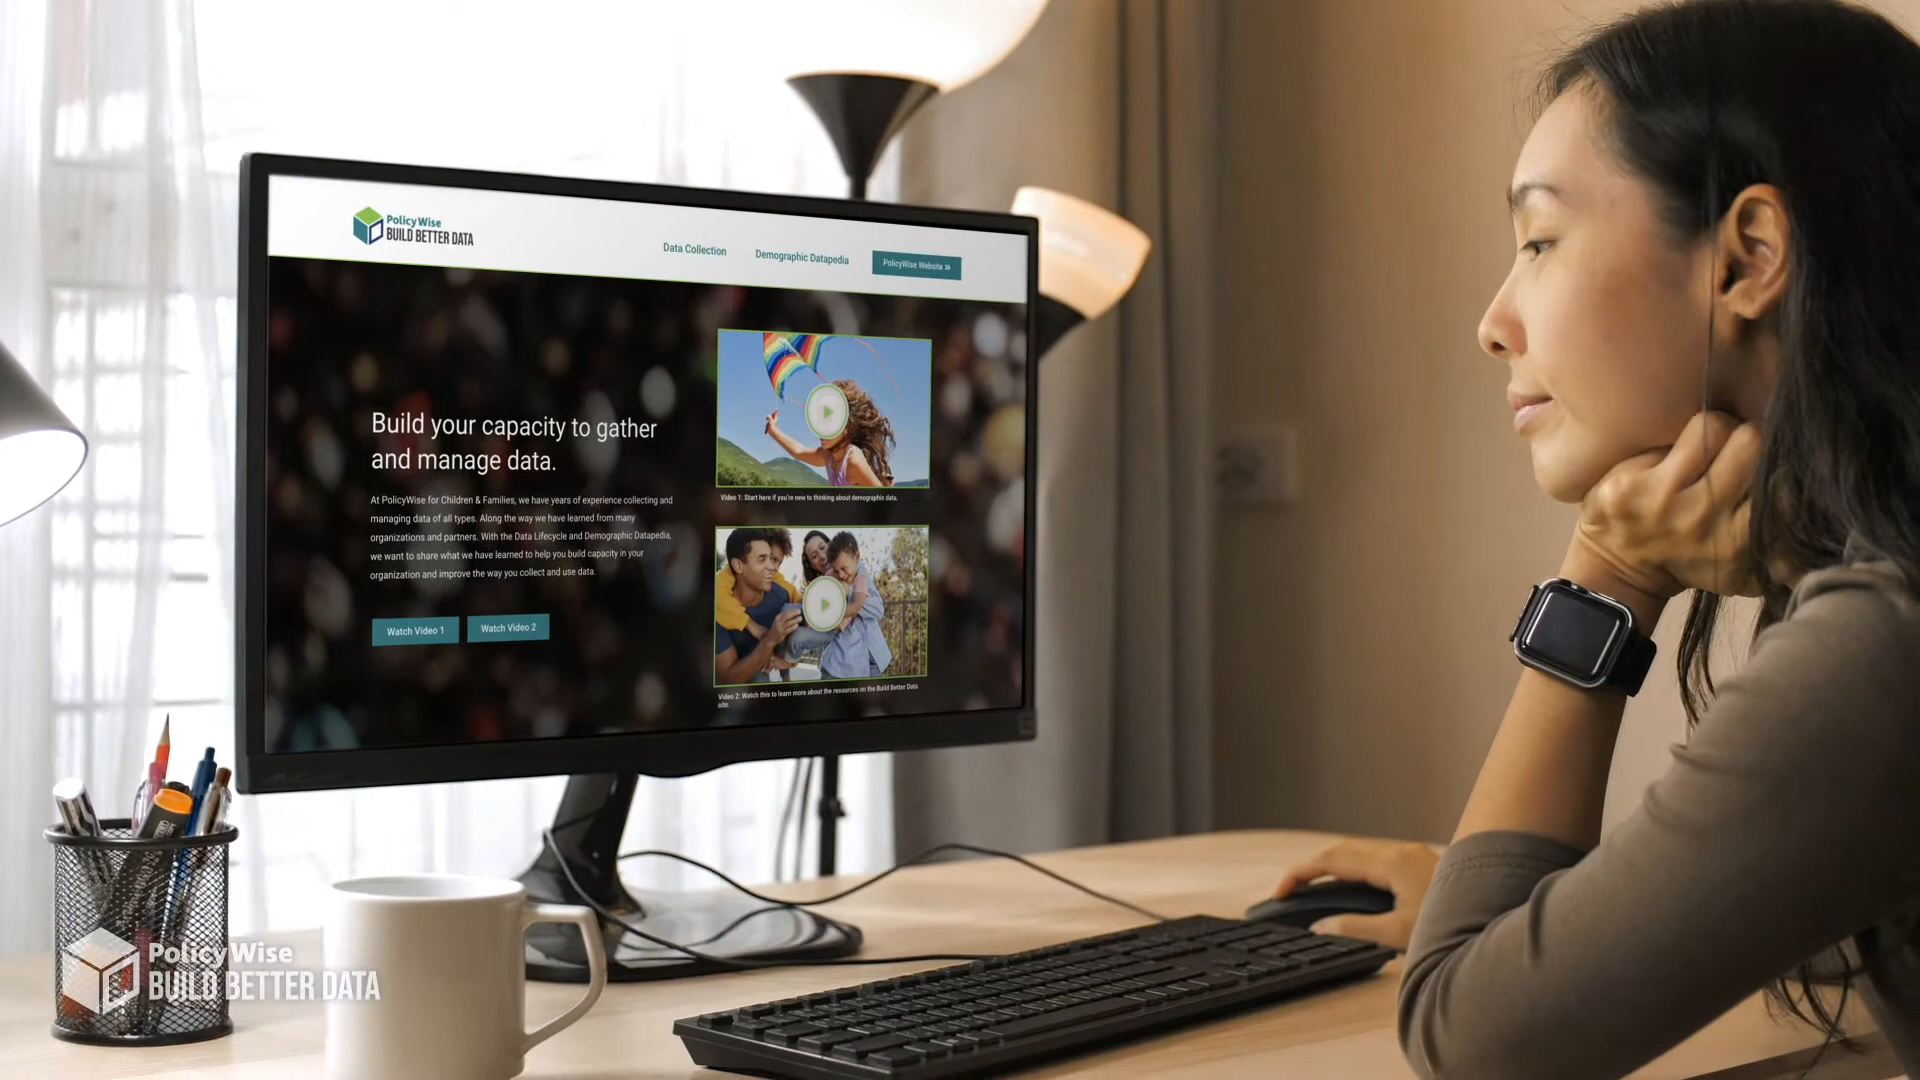 PolicyWise
BUILD BETTER DATA
Data Collection
Demographic Datapedia
PolicyWise Website »
Build your capacity to gather
and manage data.
At PolicyWise for Children & Families, we have years of experience collecting and
managing data of all types. Along the way we have learned from many
organizations and partners. With the Data Lifecycle and Demographic Datapedia,
we want to share what we have learned to help you build capacity in your
organization and improve the way you collect and use data.
Watch Video 1
Watch Video 2
Video 1: Start here if you're new to thinking about demographic data.
Video 2: Watch this to learn more about the resources on the Build Better Data
site.
PolicyWise
BUILD BETTER DATA